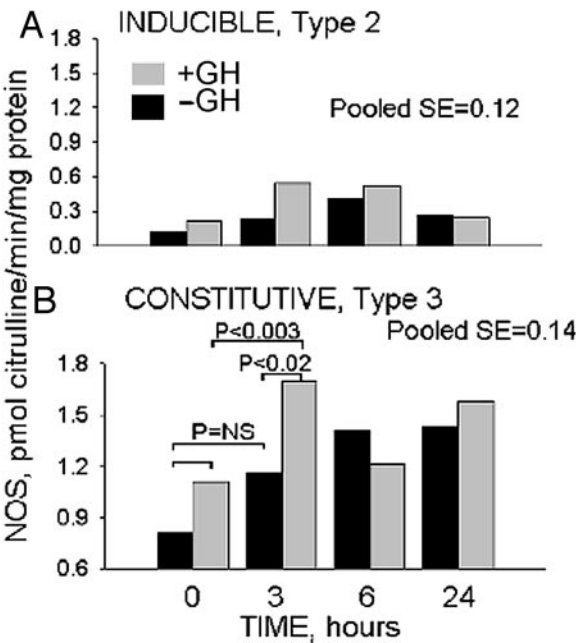 A INDUCIBLE, Type 2
1.8
1.5
1.2
0.9
0.6
0.3
0.0
+GH
−GH
Pooled SE=0.12
NOS, pmol citrulline/min/mg protein
B CONSTITUTIVE, Type 3
Pooled SE=0.14
P<0.003
P<0.02
P=NS
1.8
1.5
1.2
0.9
0.6
0 3 6 24
TIME, hours